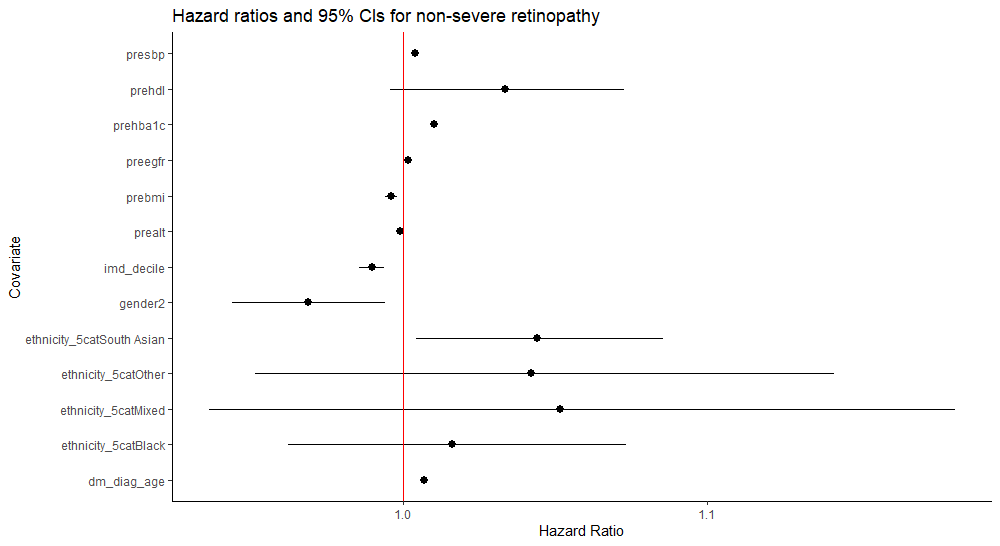 Hazard ratios and 95% CIs for non-severe retinopathy
Covariate
presbp
prehdl
prehba1c
preegfr
prebmi
prealt
imd_decile
gender2
ethnicity_5catSouth Asian
ethnicity_5catOther
ethnicity_5catMixed
ethnicity_5catBlack
dm_diag_age
1.0
1.1
Hazard Ratio